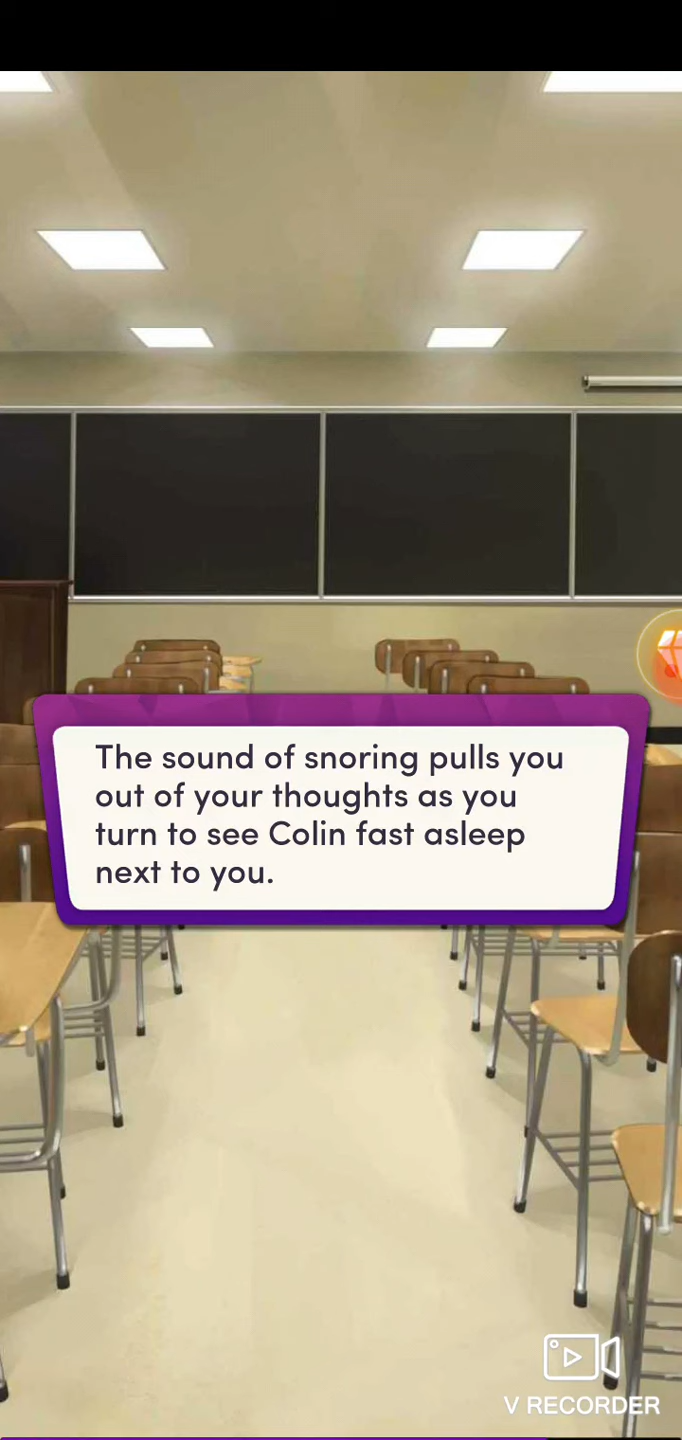 The sound of snoring pulls you
out of your thoughts as you
turn to see Colin fast asleep
next to you.
V RECORDER